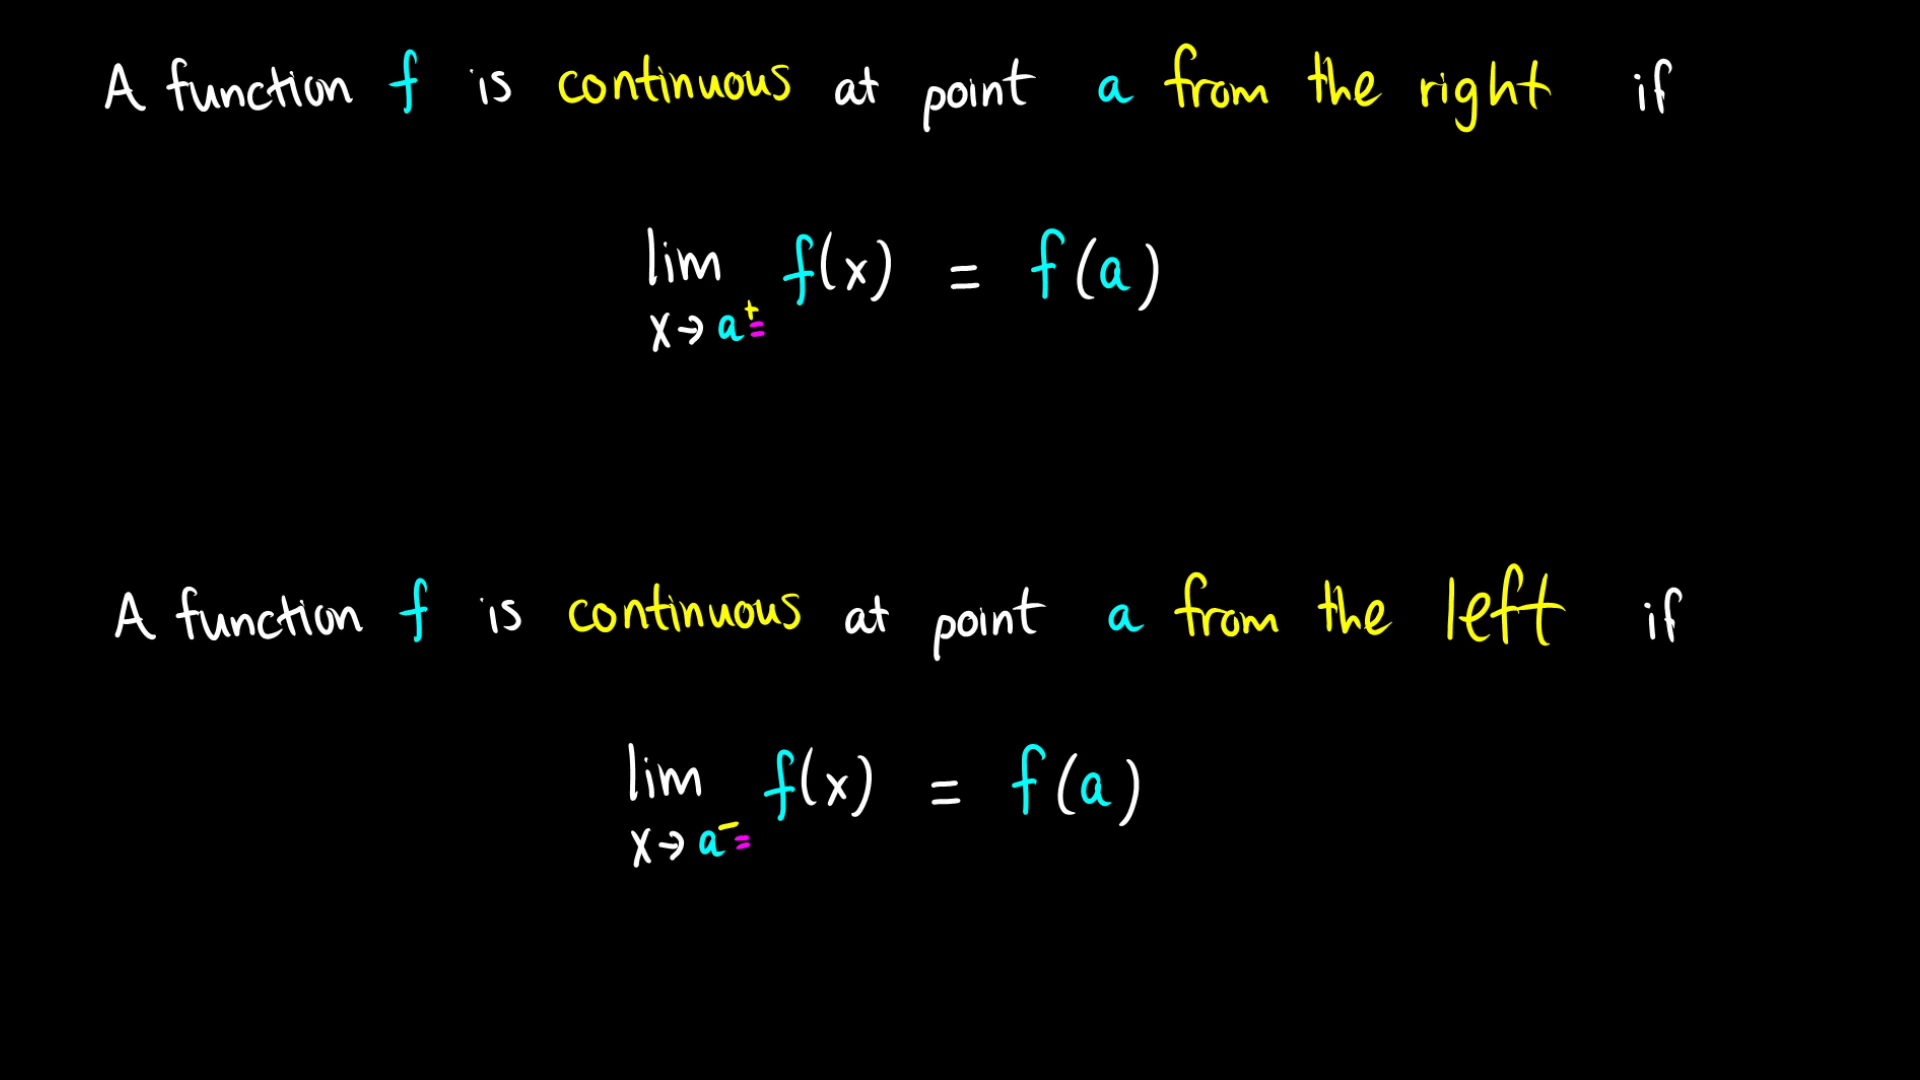 A function f is continuous at point a from the right if
lim f(x) = f(a)
x→a⁺=
A function f is continuous at point a from the left if
lim f(x) = f(a)
x→a⁻=